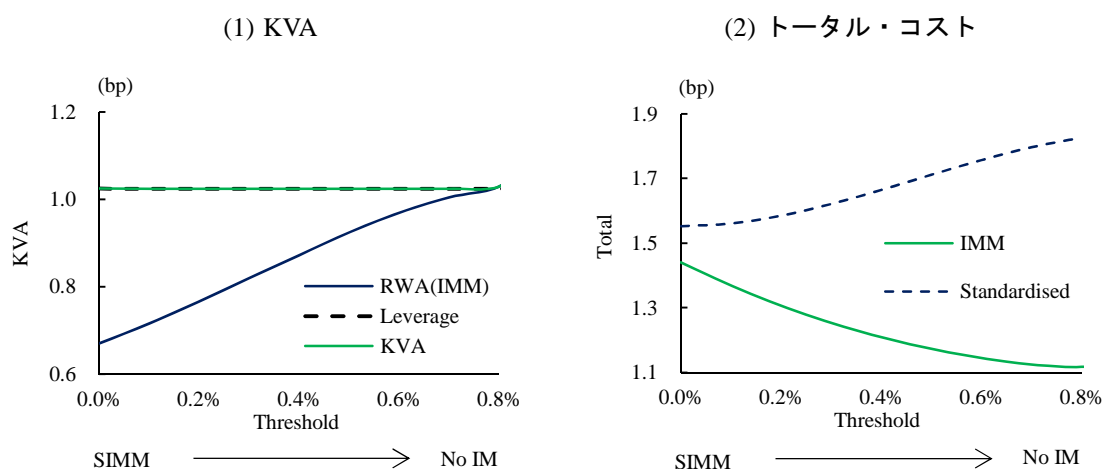 (1) KVA
(bp)
1.2
1.0
0.8
0.6
KVA
RWA(IMM)
Leverage
KVA
0.0%
0.2%
0.4%
0.6%
0.8%
Threshold
SIMM
No IM
(2) トータル・コスト
(bp)
1.9
1.7
1.5
1.3
1.1
Total
IMM
Standardised
0.0%
0.2%
0.4%
0.6%
0.8%
Threshold
SIMM
No IM